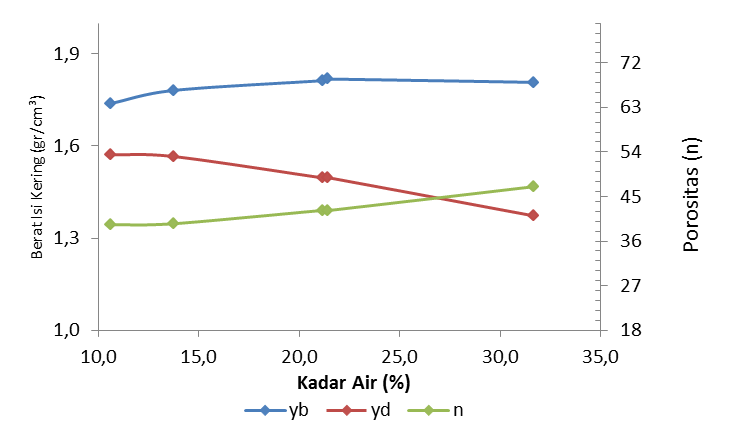 1,9
1,6
1,3
1,0
Berat Isi Kering (gr/cm³)
72
63
54
45
36
27
18
Porositas (n)
10,0 15,0 20,0 25,0 30,0 35,0
Kadar Air (%)
yb yd n